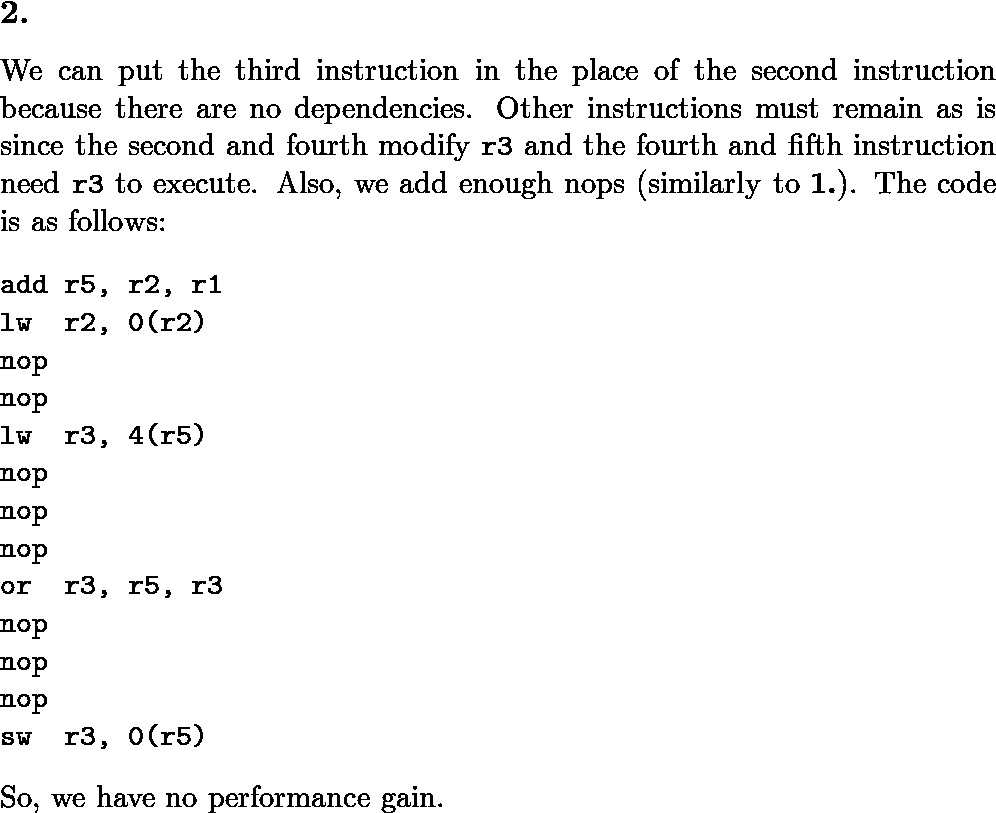 2.
We can put the third instruction in the place of the second instruction
because there are no dependencies. Other instructions must remain as is
since the second and fourth modify r3 and the fourth and fifth instruction
need r3 to execute. Also, we add enough nops (similarly to 1.). The code
is as follows:
add r5, r2, r1
lw  r2, 0(r2)
nop
nop
lw  r3, 4(r5)
nop
nop
nop
or  r3, r5, r3
nop
nop
nop
sw  r3, 0(r5)
So, we have no performance gain.